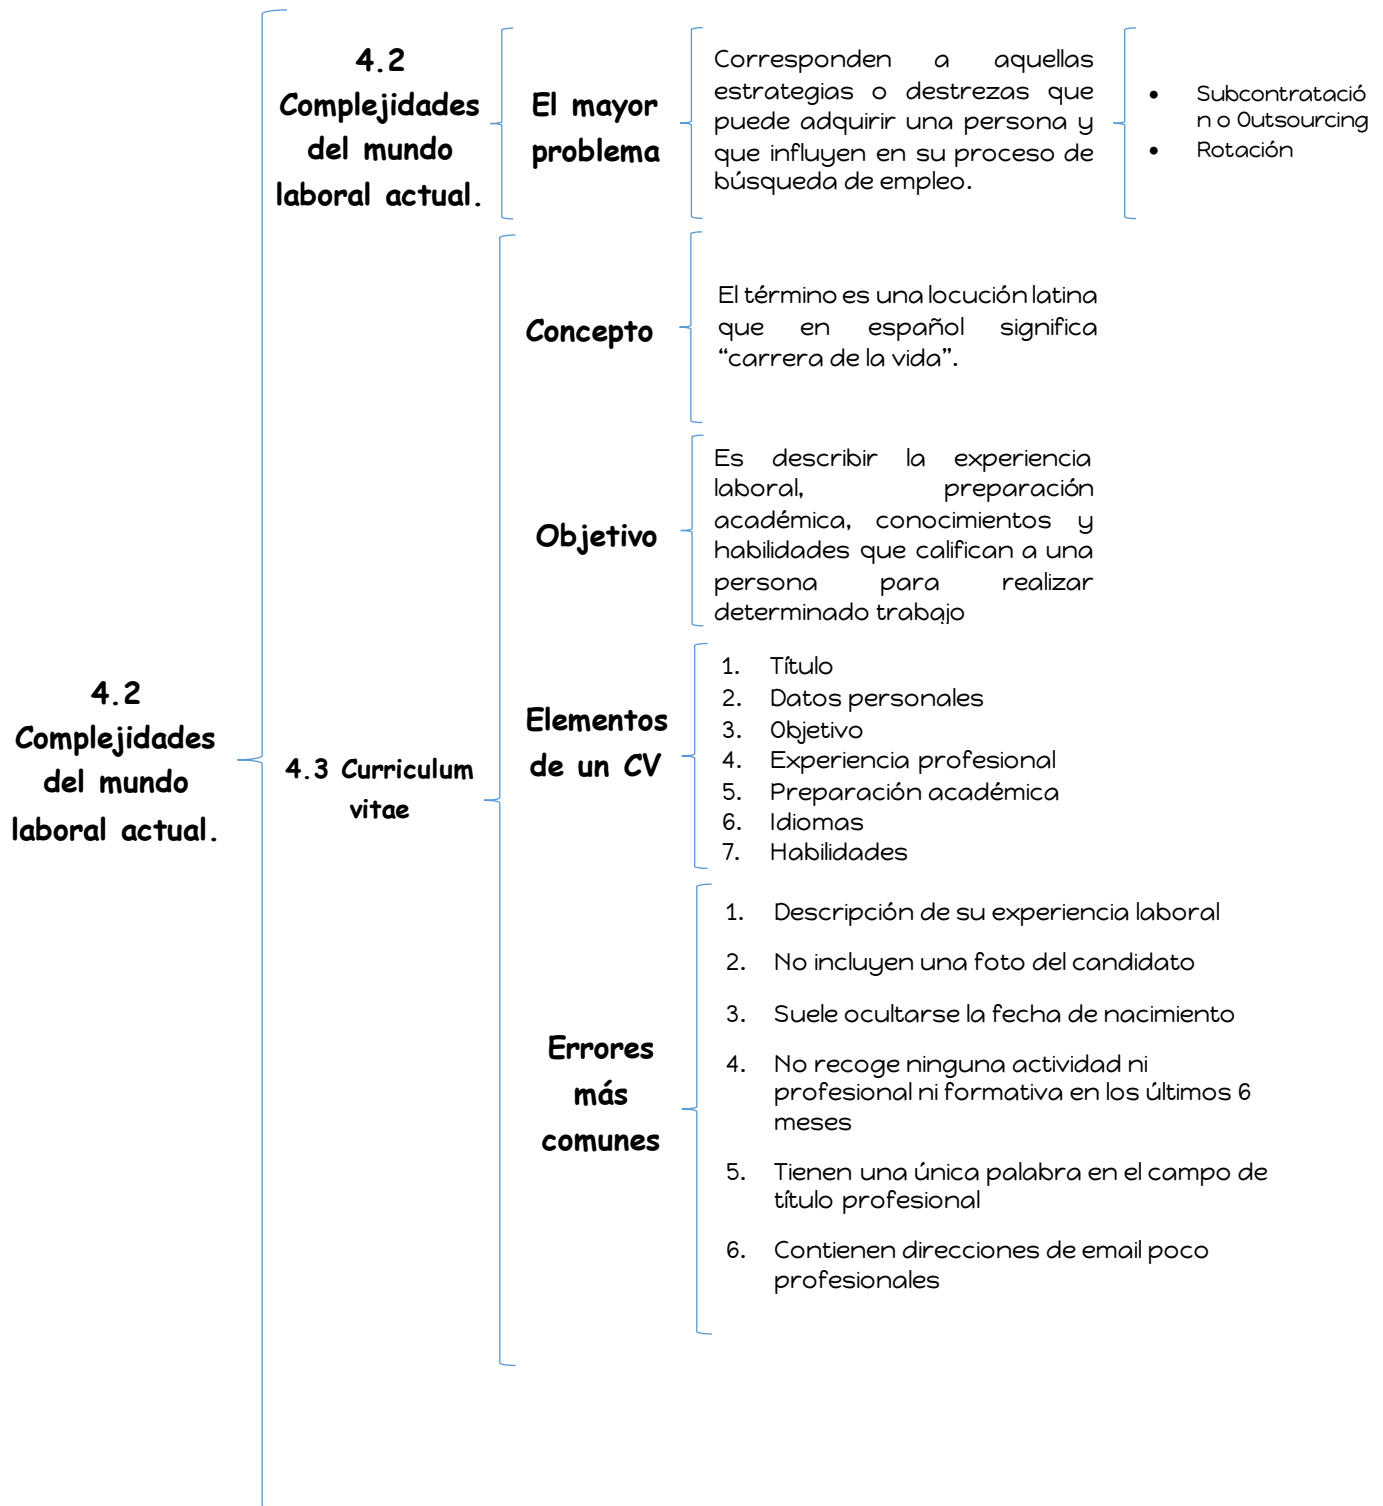 4.2
Complejidades
del mundo
laboral actual.
4.2
Complejidades
del mundo
laboral actual.
El mayor
problema
Corresponden a aquellas
estrategias o destrezas que
puede adquirir una persona y
que influyen en su proceso de
búsqueda de empleo.
• Subcontratació
n o Outsourcing
• Rotación
4.3 Curriculum
vitae
Concepto
El término es una locución latina
que en español significa
“carrera de la vida”.
Objetivo
Es describir la experiencia
laboral, preparación
académica, conocimientos y
habilidades que califican a una
persona para realizar
determinado trabajo
Elementos
de un CV
1. Título
2. Datos personales
3. Objetivo
4. Experiencia profesional
5. Preparación académica
6. Idiomas
7. Habilidades
Errores
más
comunes
1. Descripción de su experiencia laboral
2. No incluyen una foto del candidato
3. Suele ocultarse la fecha de nacimiento
4. No recoge ninguna actividad ni
profesional ni formativa en los últimos 6
meses
5. Tienen una única palabra en el campo de
título profesional
6. Contienen direcciones de email poco
profesionales